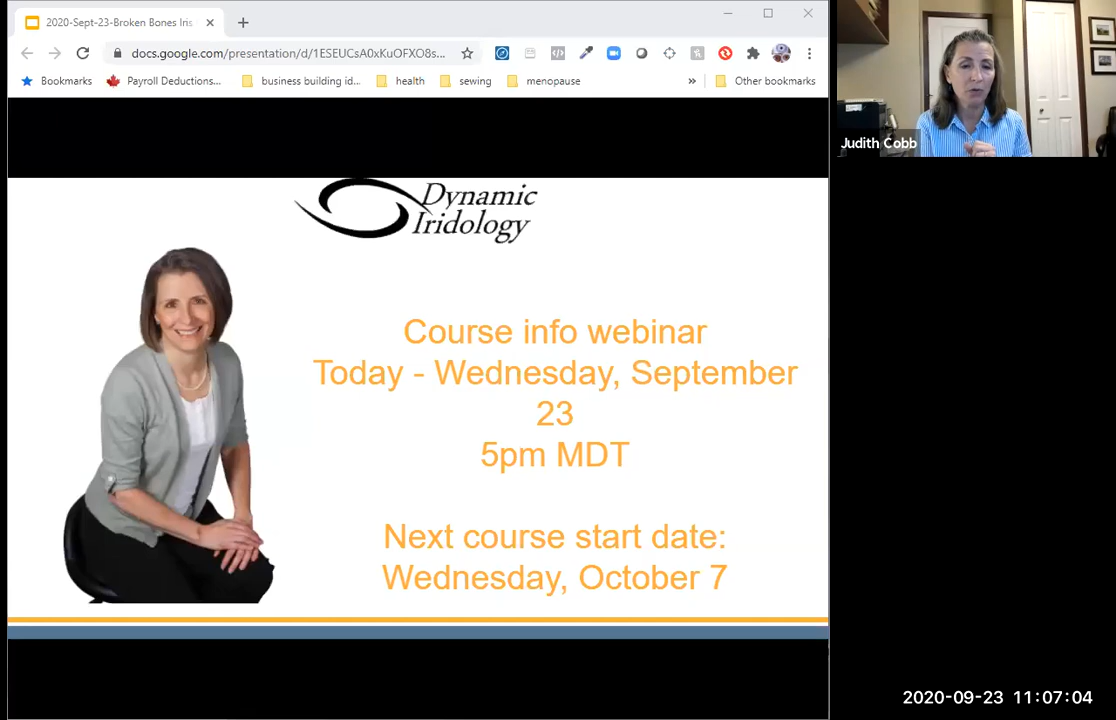 2020-Sept-23-Broken Bones Iris
docs.google.com/presentation/d/1ESEUCsA0xKuOFXO8s...
Bookmarks
Payroll Deductions...
business building id...
health
sewing
menopause
»
Other bookmarks
Judith Cobb
Dynamic
Iridology
Course info webinar
Today - Wednesday, September
23
5pm MDT
Next course start date:
Wednesday, October 7
2020-09-23 11:07:04